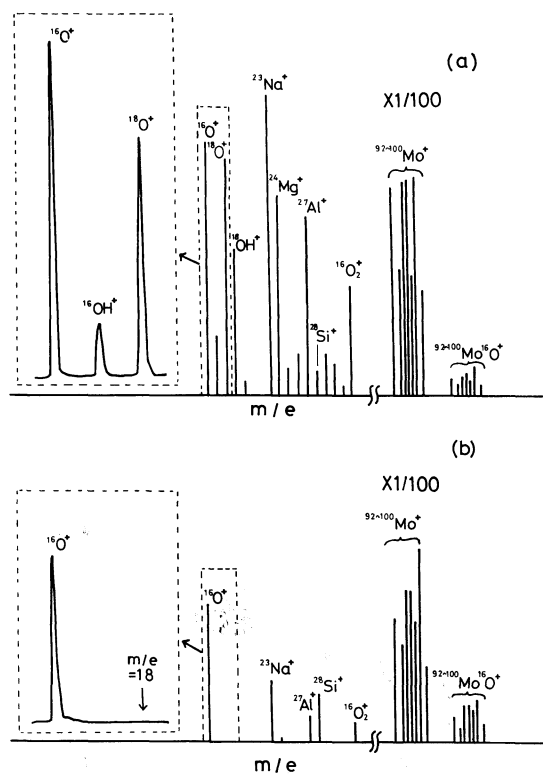 (a)
¹⁶O⁺
¹⁸O⁺
¹⁶OH⁺
¹⁶O⁺
¹⁸O⁺
¹⁸OH⁺
²³Na⁺
²⁴Mg⁺
²⁷Al⁺
²⁸Si⁺
¹⁶O₂⁺
X1/100
⁹²~¹⁰⁰Mo⁺
⁹²~¹⁰⁰Mo¹⁶O⁺
m/e
(b)
¹⁶O⁺
m/e
=18
¹⁶O⁺
²³Na⁺
²⁷Al⁺
²⁸Si⁺
¹⁶O₂⁺
X1/100
⁹²~¹⁰⁰Mo⁺
⁹²~¹⁰⁰Mo¹⁶O⁺
m/e